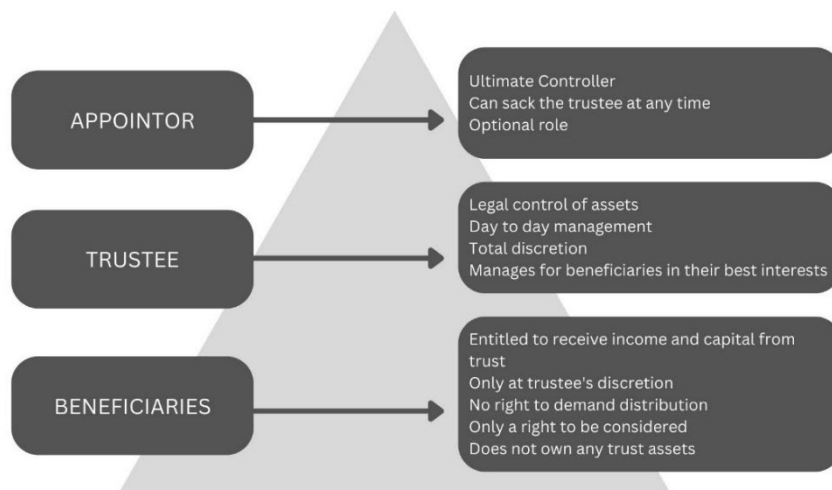 APPOINTOR
Ultimate Controller
Can sack the trustee at any time
Optional role
TRUSTEE
Legal control of assets
Day to day management
Total discretion
Manages for beneficiaries in their best interests
BENEFICIARIES
Entitled to receive income and capital from
trust
Only at trustee's discretion
No right to demand distribution
Only a right to be considered
Does not own any trust assets